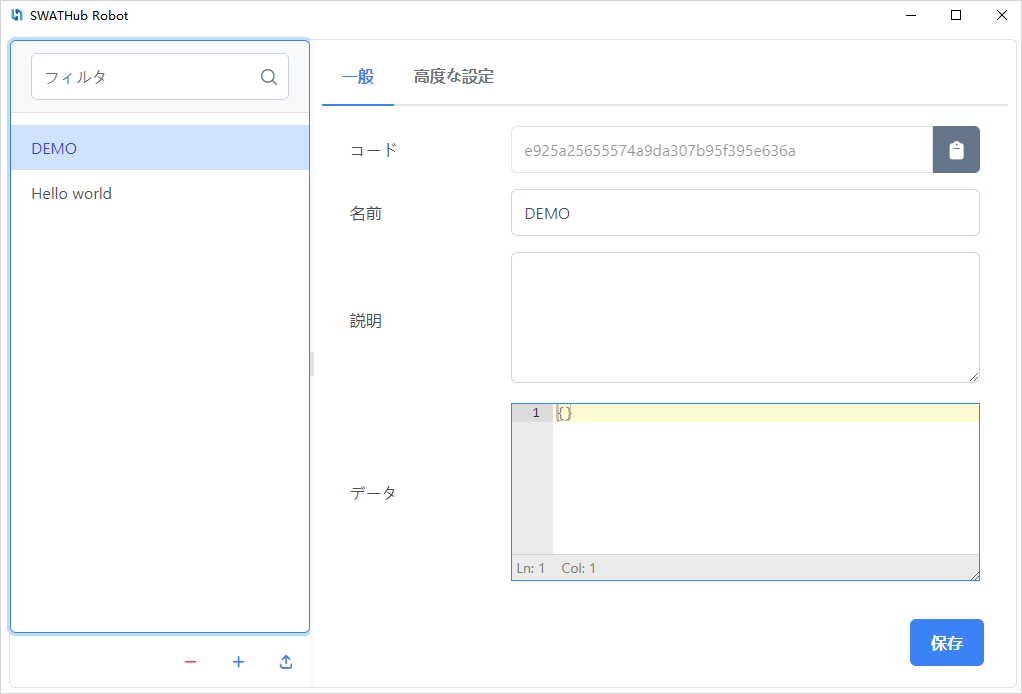 SWATHub Robot
フィルタ
DEMO
Hello world
一般
高度な設定
コード
e925a25655574a9da307b95f395e636a
名前
DEMO
説明
データ
1 {}
Ln: 1 Col: 1
保存